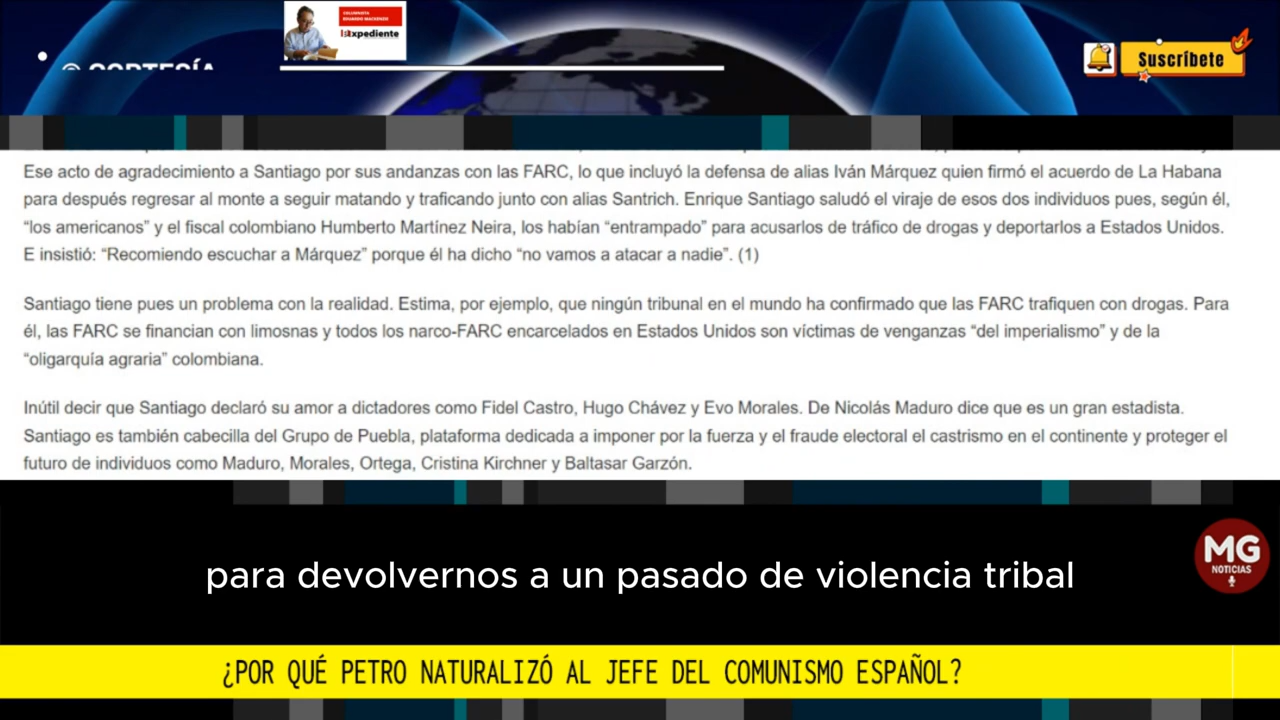 COLUMNISTA
EDUARDO MACKENZIE
Expediente
© CORTESÍA
Suscríbete
Ese acto de agradecimiento a Santiago por sus andanzas con las FARC, lo que incluyó la defensa de alias Iván Márquez quien firmó el acuerdo de La Habana
para después regresar al monte a seguir matando y traficando junto con alias Santrich. Enrique Santiago saludó el viraje de esos dos individuos pues, según él,
“los americanos” y el fiscal colombiano Humberto Martínez Neira, los habían “entrampado” para acusarlos de tráfico de drogas y deportarlos a Estados Unidos.
E insistió: “Recomiendo escuchar a Márquez” porque él ha dicho “no vamos a atacar a nadie”. (1)
Santiago tiene pues un problema con la realidad. Estima, por ejemplo, que ningún tribunal en el mundo ha confirmado que las FARC trafiquen con drogas. Para
él, las FARC se financian con limosnas y todos los narco-FARC encarcelados en Estados Unidos son víctimas de venganzas “del imperialismo” y de la
“oligarquía agraria” colombiana.
Inútil decir que Santiago declaró su amor a dictadores como Fidel Castro, Hugo Chávez y Evo Morales. De Nicolás Maduro dice que es un gran estadista.
Santiago es también cabecilla del Grupo de Puebla, plataforma dedicada a imponer por la fuerza y el fraude electoral el castrismo en el continente y proteger el
futuro de individuos como Maduro, Morales, Ortega, Cristina Kirchner y Baltasar Garzón.
para devolvernos a un pasado de violencia tribal
MG
NOTICIAS
¿POR QUÉ PETRO NATURALIZÓ AL JEFE DEL COMUNISMO ESPAÑOL?